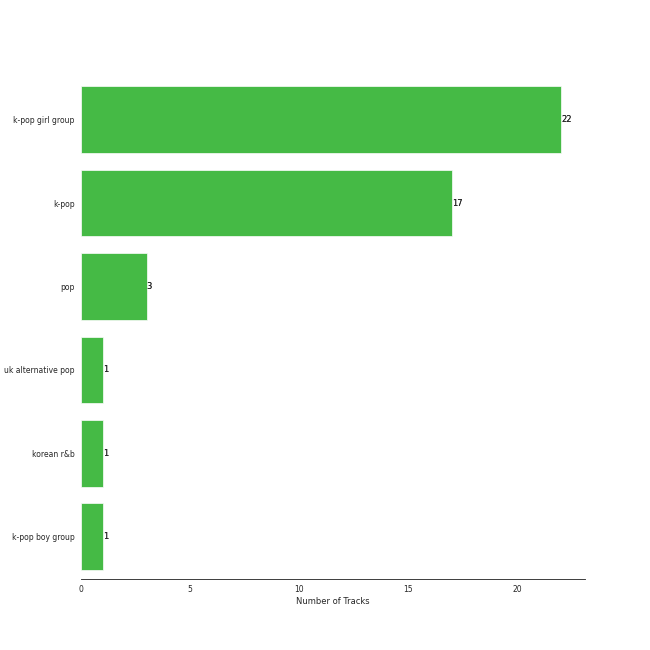 k-pop girl group 22
k-pop 17
pop 3
uk alternative pop 1
korean r&b 1
k-pop boy group 1
0 5 10 15 20
Number of Tracks